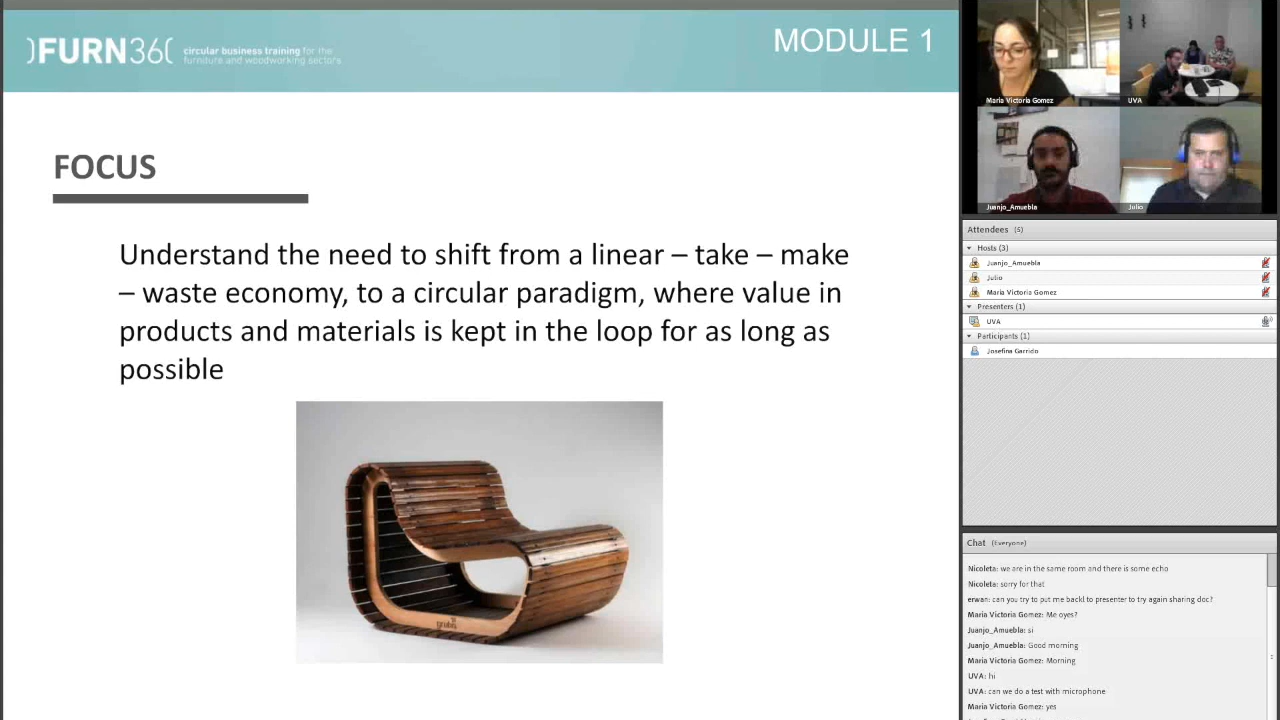 )FURN36(
circular business training for the
furniture and woodworking sectors
MODULE 1
FOCUS
Understand the need to shift from a linear – take – make
– waste economy, to a circular paradigm, where value in
products and materials is kept in the loop for as long as
possible
Maria Victoria Gomez
UVA
Juanjo_Amuebla
Julio
Attendees (5)
Hosts (3)
Juanjo_Amuebla
Julio
Maria Victoria Gomez
Presenters (1)
UVA
Participants (1)
Josefina Garrido
Chat (Everyone)
Nicoleta: we are in the same room and there is some echo
Nicoleta: sorry for that
erwan: can you try to put me backl to presenter to try again sharing doc?
Maria Victoria Gomez: Me oyes?
Juanjo_Amuebla: si
Juanjo_Amuebla: Good morning
Maria Victoria Gomez: Morning
UVA: hi
UVA: can we do a test with microphone
Maria Victoria Gomez: yes